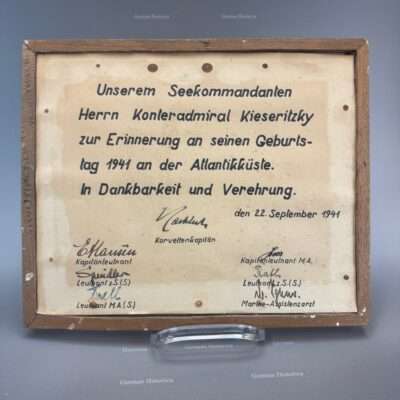 Unserem Seekommandanten
Herrn Konteradmiral Kieseritzky
zur Erinnerung an seinen Geburts-
tag 1941 an der Atlantikküste.
In Dankbarkeit und Verehrung.
den 22. September 1941
Korvettenkapitän
Kapitänleutnant
Kapitänleutnant M.A.
Leutnant z.S. (S)
Leutnant z.S. (S)
Leutnant M.A. (S)
Marine-Assistenzarzt